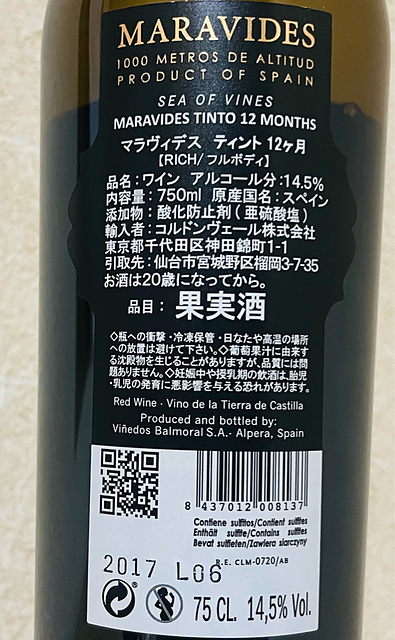 MARAVIDES
1000 METROS DE ALTITUD
PRODUCT OF SPAIN
SEA OF VINES
MARAVIDES TINTO 12 MONTHS
マラヴィデス ティント 12ヶ月
【RICH/フルボディ】
品名:ワイン アルコール分:14.5%
内容量:750ml 原産国名:スペイン
添加物:酸化防止剤(亜硫酸塩)
輸入者:コルドンヴェール株式会社
東京都千代田区神田錦町1-1
引取先:仙台市宮城野区榴岡3-7-35
お酒は20歳になってから。
品目:果実酒
◇瓶への衝撃・冷凍保管・日なたや高温の場所
への放置は避けて下さい。◇葡萄果汁に由来す
る沈殿物を生じることがありますが、品質には問
題ありません。◇妊娠中や授乳期の飲酒は、胎児
・乳児の発育に悪影響を与える恐れがあります。
Red Wine · Vino de la Tierra de Castilla
Produced and bottled by:
Viñedos Balmoral S.A.- Alpera, Spain
8 437012 008137
Contiene sulfitos/Contient sulfites
Enthält sulfite/Contains sulfites
Bevat sulfieten/Zawiera siarczyny
R.E. CLM-0720/AB
2017 L06
75 CL. 14,5% Vol.